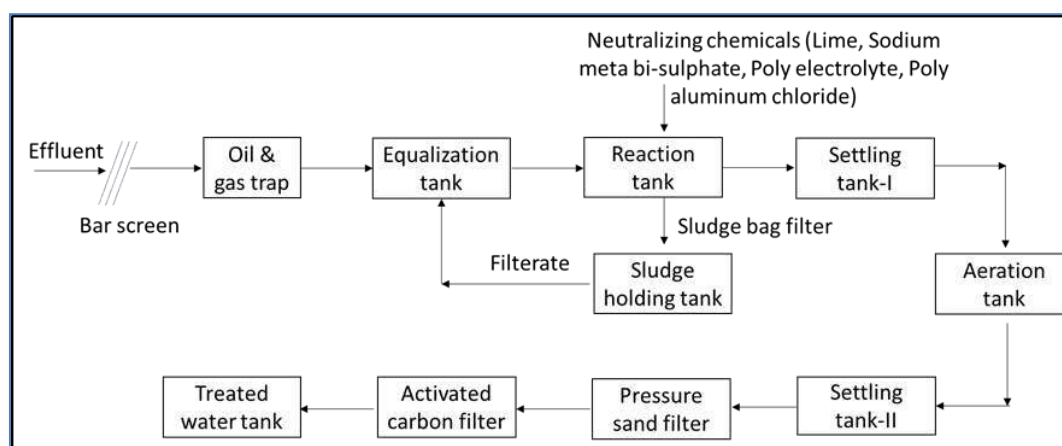 Neutralizing chemicals (Lime, Sodium
meta bi-sulphate, Poly electrolyte, Poly
aluminum chloride)
Effluent
Bar screen
Oil &
gas trap
Equalization
tank
Reaction
tank
Settling
tank-I
Sludge bag filter
Filterate
Sludge
holding tank
Aeration
tank
Treated
water tank
Activated
carbon filter
Pressure
sand filter
Settling
tank-II